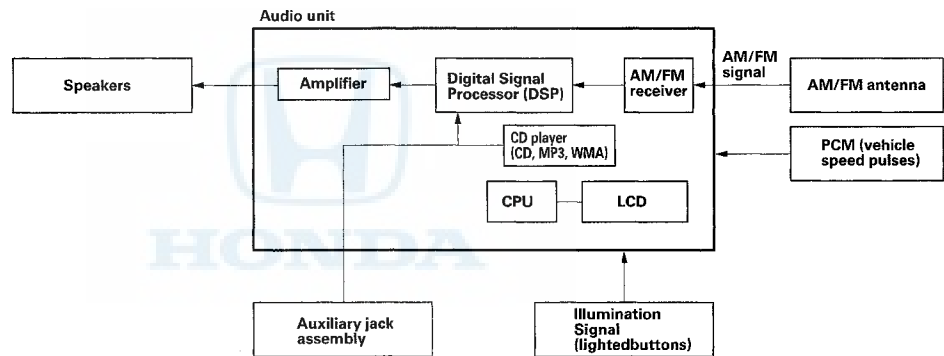 Audio unit
Speakers
Amplifier
Digital Signal
Processor (DSP)
AM/FM
receiver
AM/FM
signal
AM/FM antenna
CD player
(CD, MP3, WMA)
PCM (vehicle
speed pulses)
CPU
LCD
HONDA
Auxiliary jack
assembly
Illumination
Signal
(lightedbuttons)